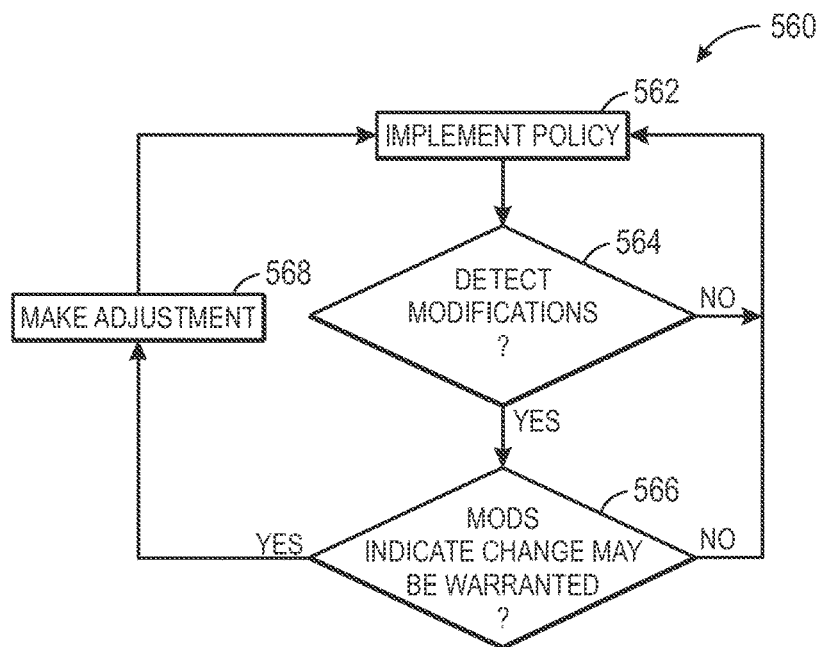 560
562
IMPLEMENT POLICY
564
DETECT
MODIFICATIONS
?
NO
568
MAKE ADJUSTMENT
YES
566
MODS
INDICATE CHANGE MAY
BE WARRANTED
?
YES
NO